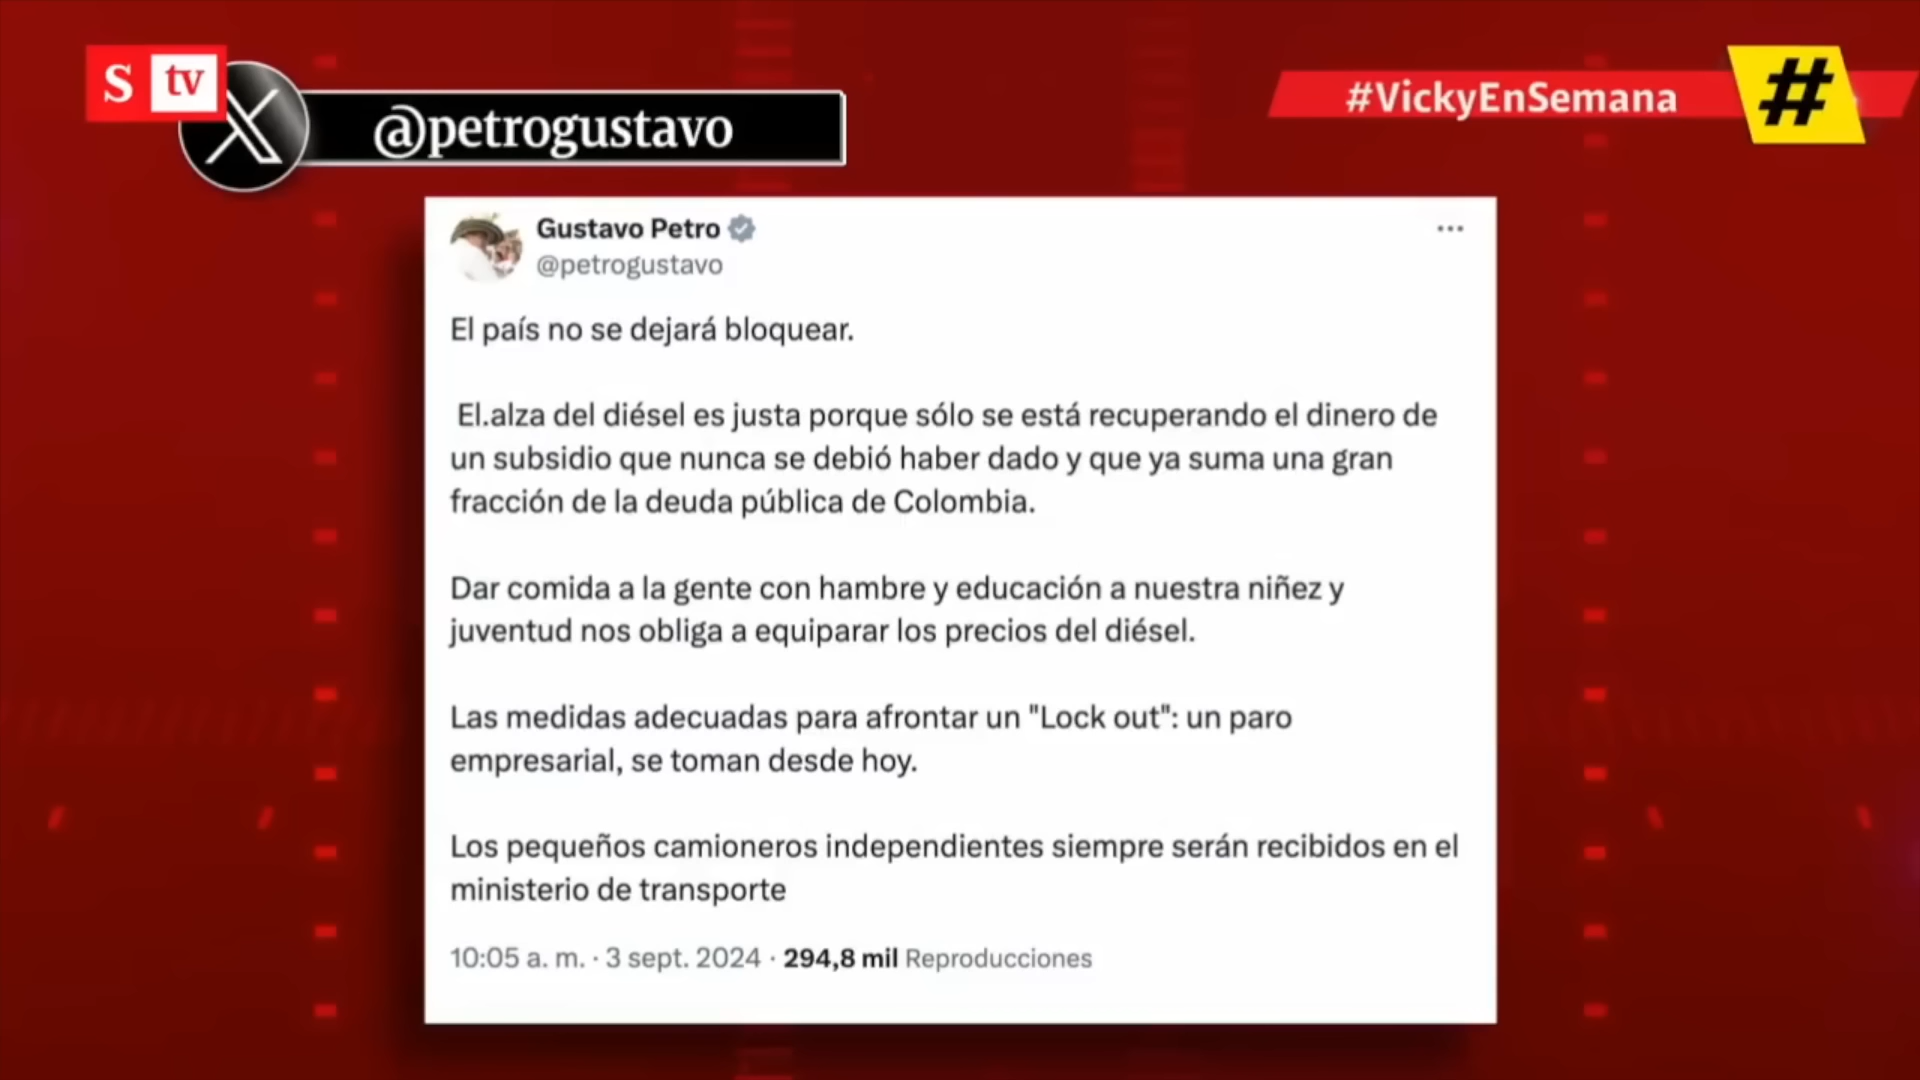 S tv
@petrogustavo
#VickyEnSemana
#
Gustavo Petro
@petrogustavo
El país no se dejará bloquear.
El.alza del diésel es justa porque sólo se está recuperando el dinero de
un subsidio que nunca se debió haber dado y que ya suma una gran
fracción de la deuda pública de Colombia.
Dar comida a la gente con hambre y educación a nuestra niñez y
juventud nos obliga a equiparar los precios del diésel.
Las medidas adecuadas para afrontar un "Lock out": un paro
empresarial, se toman desde hoy.
Los pequeños camioneros independientes siempre serán recibidos en el
ministerio de transporte
10:05 a. m. · 3 sept. 2024 · 294,8 mil Reproducciones